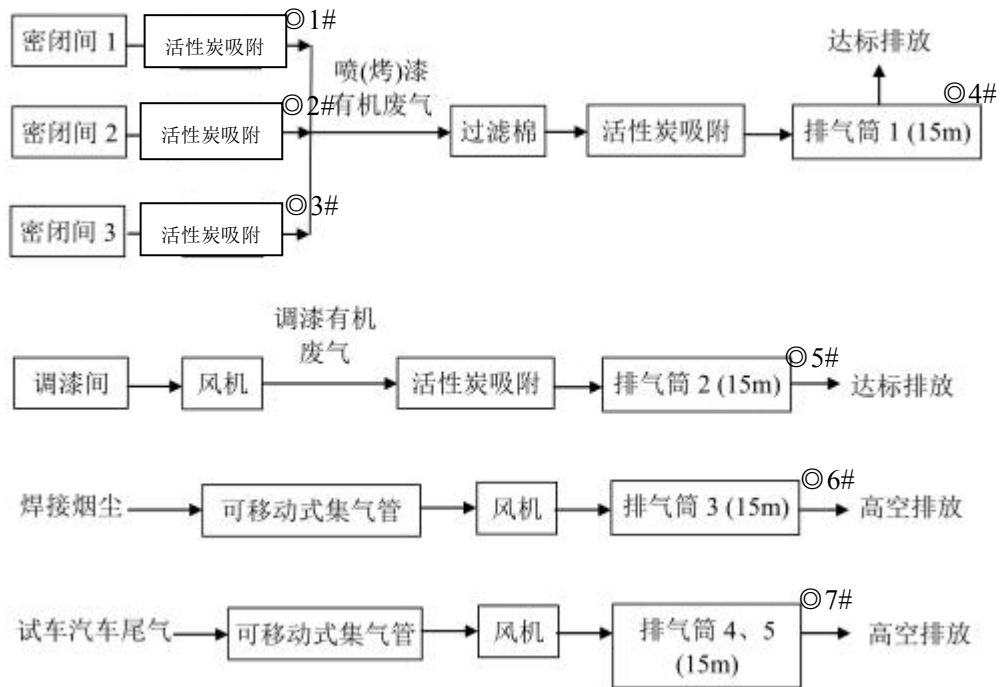 密闭间 1
活性炭吸附
◎1#
喷(烤)漆
有机废气
密闭间 2
活性炭吸附
◎2#
过滤棉
活性炭吸附
排气筒 1 (15m)
◎4#
达标排放
密闭间 3
活性炭吸附
◎3#
调漆间
风机
调漆有机
废气
活性炭吸附
排气筒 2 (15m)
◎5#
达标排放
焊接烟尘
可移动式集气管
风机
排气筒 3 (15m)
◎6#
高空排放
试车汽车尾气
可移动式集气管
风机
排气筒 4、5
(15m)
◎7#
高空排放